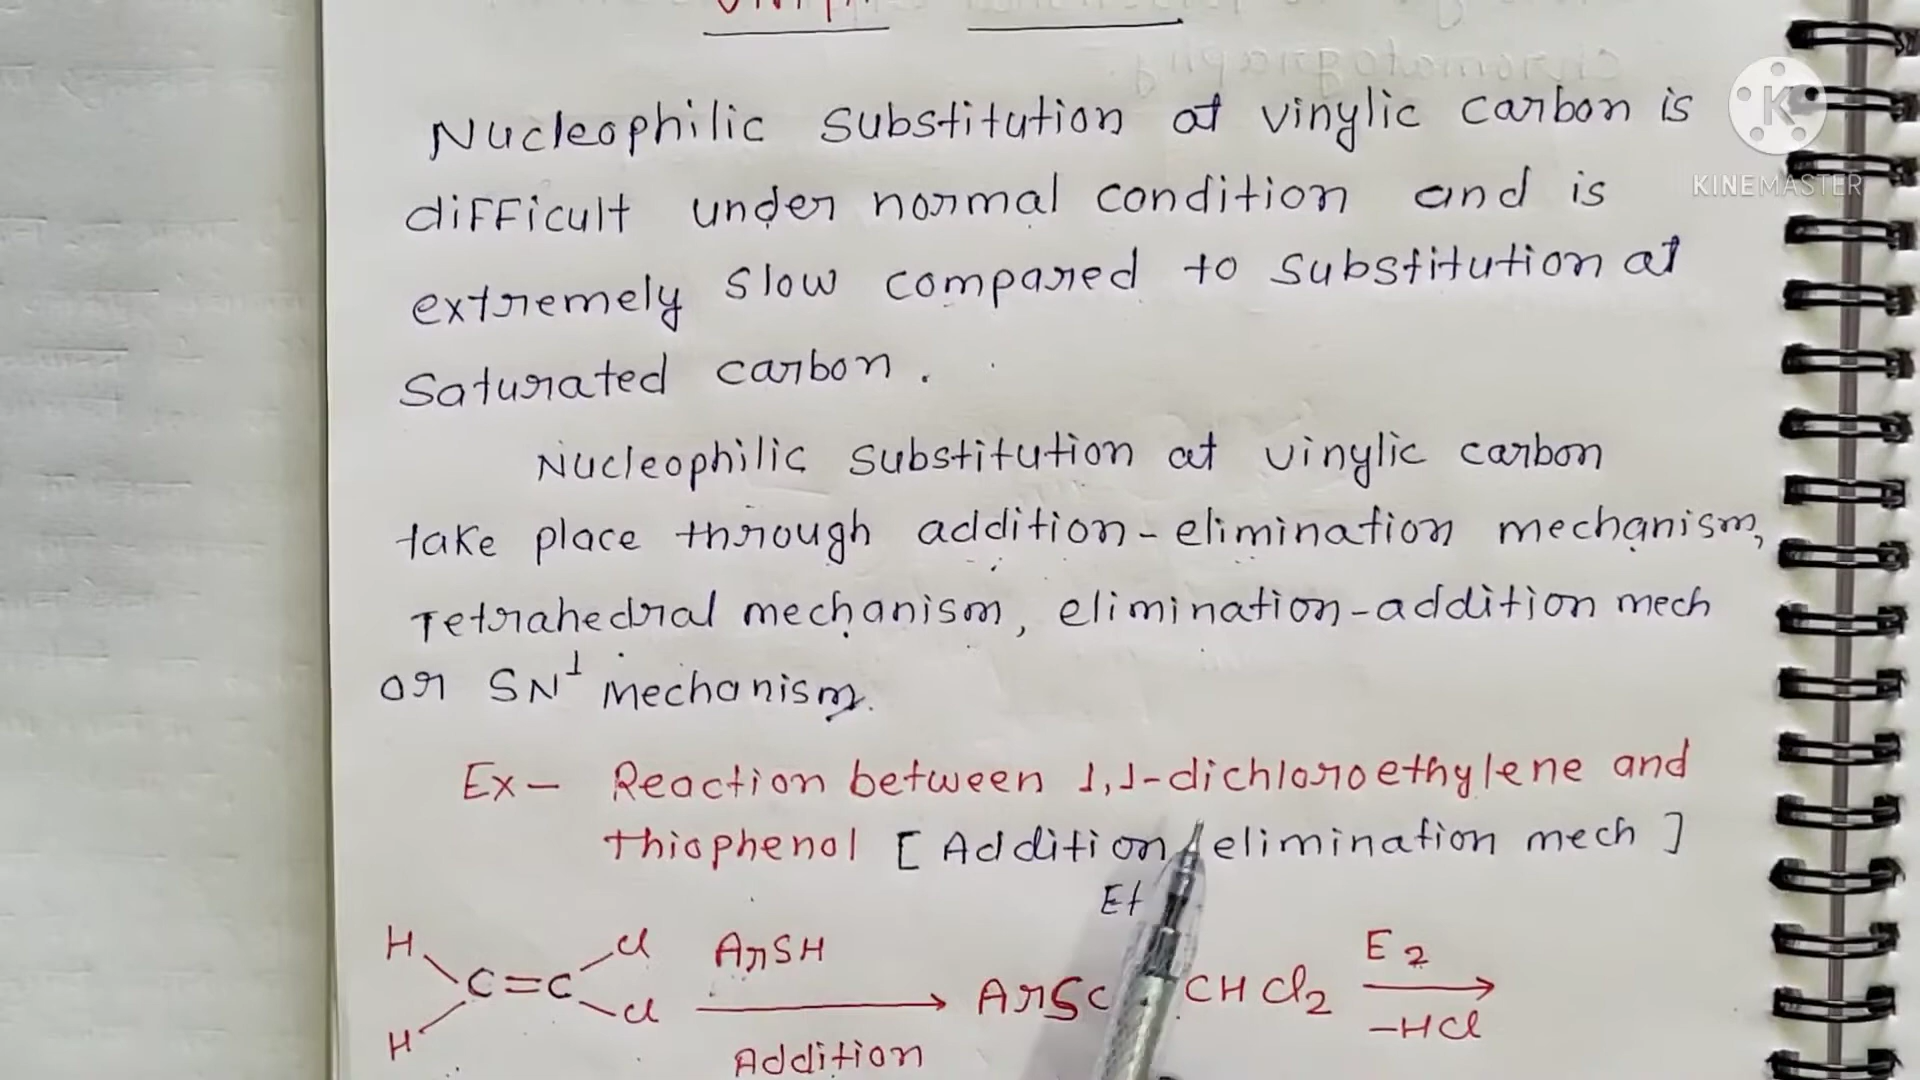 Nucleophilic substitution at vinylic carbon is
difficult under normal condition and is
extremely slow compared to substitution at
Saturated carbon.
Nucleophilic substitution at vinylic carbon
take place through addition-elimination mechanism,
Tetrahedral mechanism, elimination-addition mech
or SN1 mechanism.
Ex- Reaction between 1,1-dichloroethylene and
thiophenol [ Addition elimination mech ]
Et
H H C=C Cl Cl ArSH Addition ArSC CHCl2 E2 -HCl
KINEMASTER